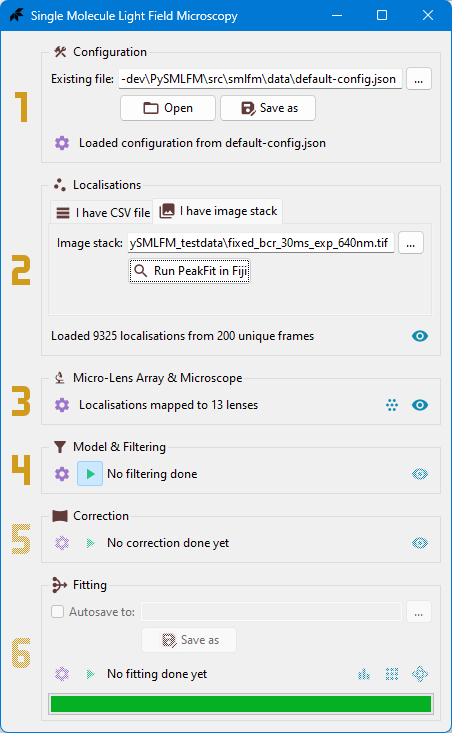 Single Molecule Light Field Microscopy
Configuration
1
Existing file: -dev\PySMLFM\src\smlfm\data\default-config.json ...
Open Save as
Loaded configuration from default-config.json
Localisations
I have CSV file I have image stack
2
Image stack: ySMLFM_testdata\fixed_bcr_30ms_exp_640nm.tif ...
Run PeakFit in Fiji
Loaded 9325 localisations from 200 unique frames
Micro-Lens Array & Microscope
3
Localisations mapped to 13 lenses
Model & Filtering
4
No filtering done
Correction
5
No correction done yet
Fitting
Autosave to: ...
Save as
6
No fitting done yet